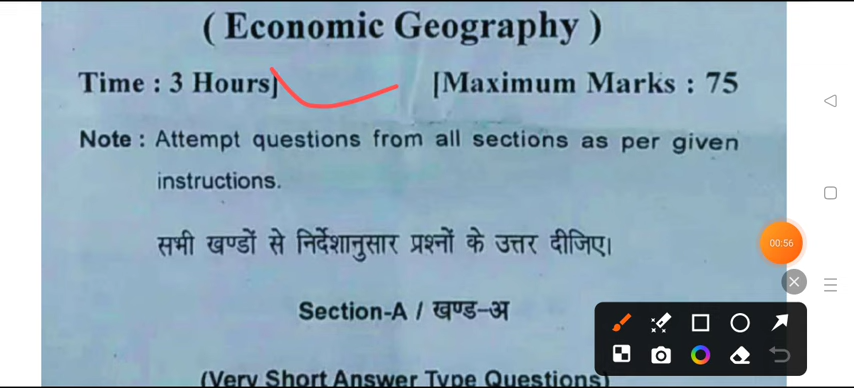 ( Economic Geography )
Time : 3 Hours] [Maximum Marks : 75
Note : Attempt questions from all sections as per given
instructions.
सभी खण्डों से निर्देशानुसार प्रश्नों के उत्तर दीजिए।
Section-A / खण्ड-अ
(Very Short Answer Type Questions)
00:56